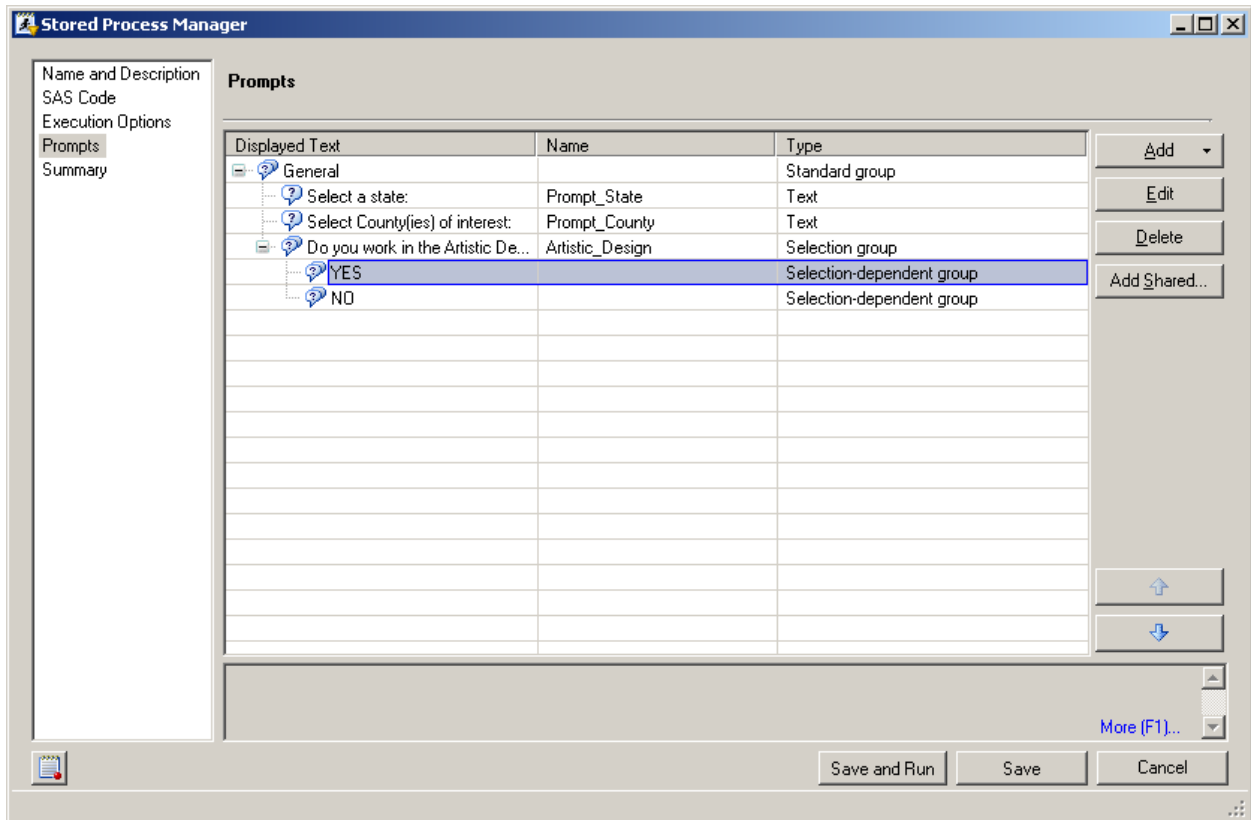 Stored Process Manager
Name and Description
SAS Code
Execution Options
Prompts
Summary
Prompts
Displayed Text Name Type
General Standard group
Select a state: Prompt_State Text
Select County(ies) of interest: Prompt_County Text
Do you work in the Artistic De... Artistic_Design Selection group
YES Selection-dependent group
NO Selection-dependent group
Add
Edit
Delete
Add Shared...
More (F1)...
Save and Run Save Cancel